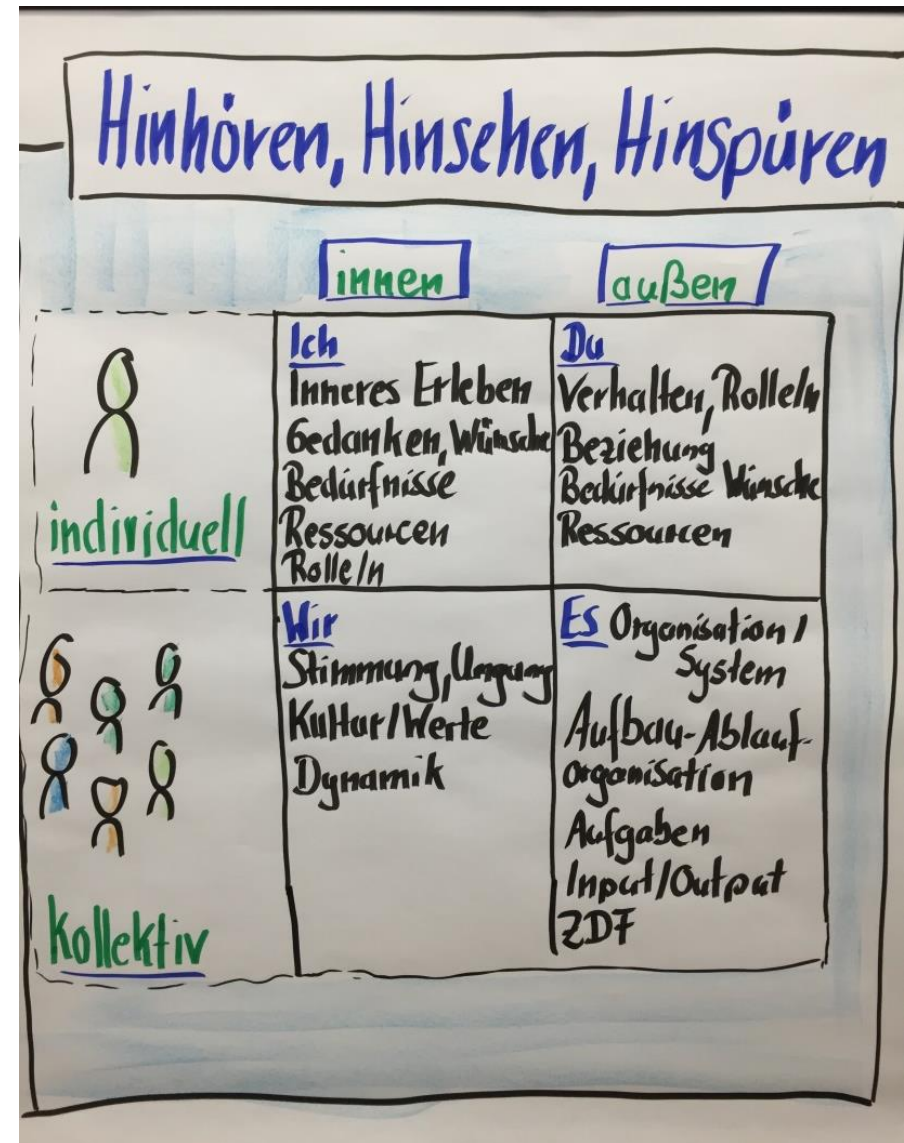 Hinhören, Hinsehen, Hinspüren
innen
außen
individuell
Ich
Inneres Erleben
Gedanken, Wünsche
Bedürfnisse
Ressourcen
Rolle/n
Du
Verhalten, Rolle/n
Beziehung
Bedürfnisse Wünsche
Ressourcen
Kollektiv
Wir
Stimmung, Umgang
Kultur/Werte
Dynamik
Es Organisation/
System
Aufbau-Ablauf-
organisation
Aufgaben
Input/Output
ZDF